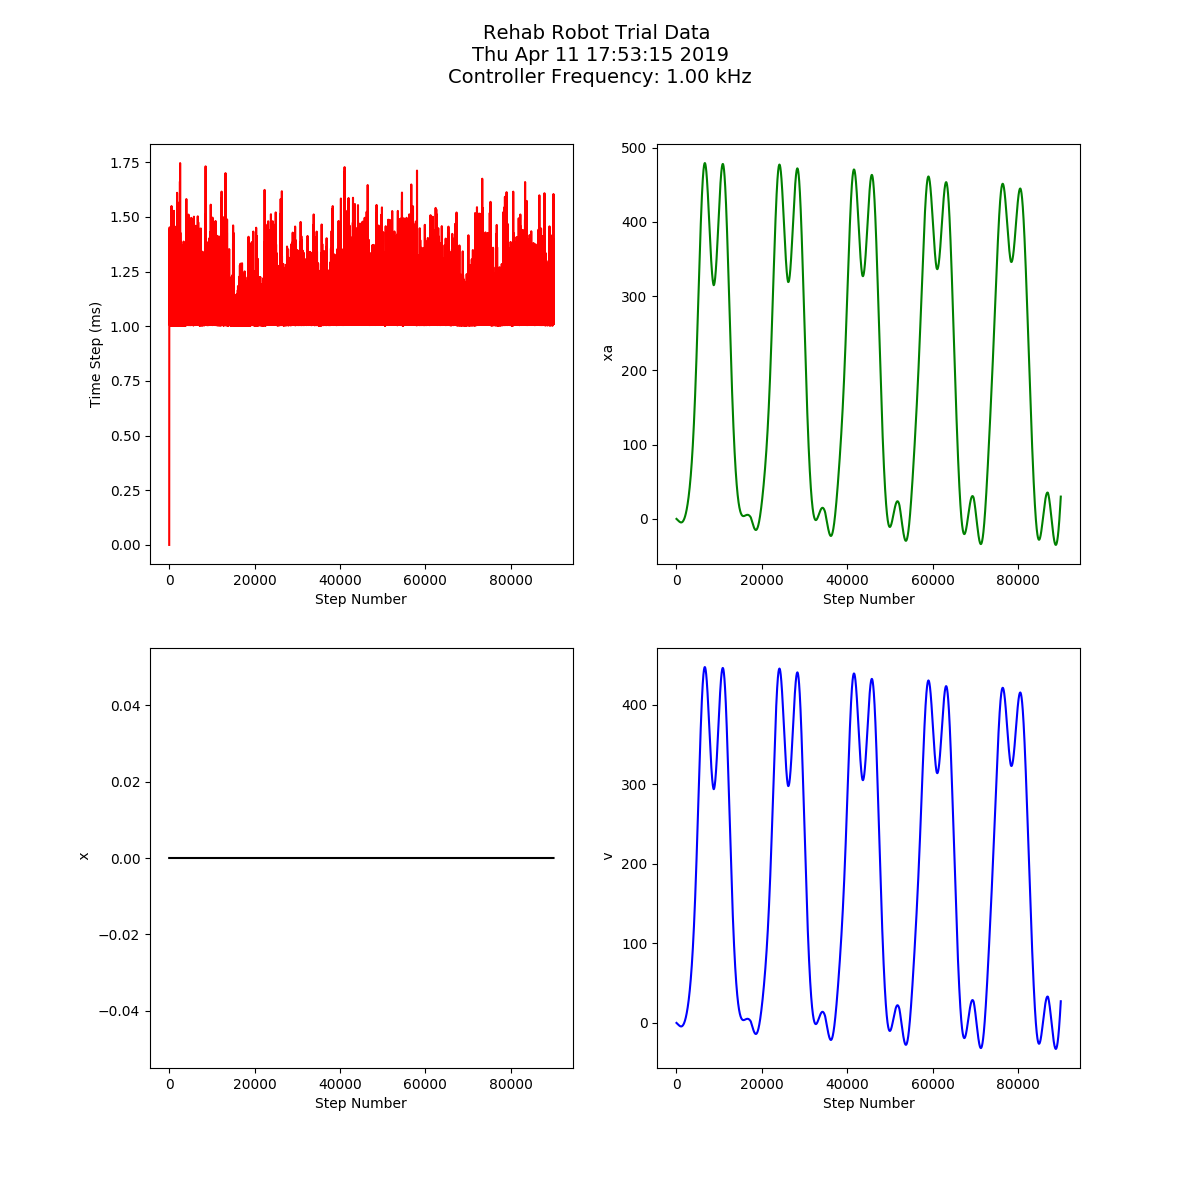 Rehab Robot Trial Data
Thu Apr 11 17:53:15 2019
Controller Frequency: 1.00 kHz
1.75
1.50
1.25
1.00
0.75
0.50
0.25
0.00
Time Step (ms)
0 20000 40000 60000 80000
Step Number
500
400
300
200
100
0
xa
0 20000 40000 60000 80000
Step Number
0.04
0.02
0.00
−0.02
−0.04
x
0 20000 40000 60000 80000
Step Number
400
300
200
100
0
v
0 20000 40000 60000 80000
Step Number